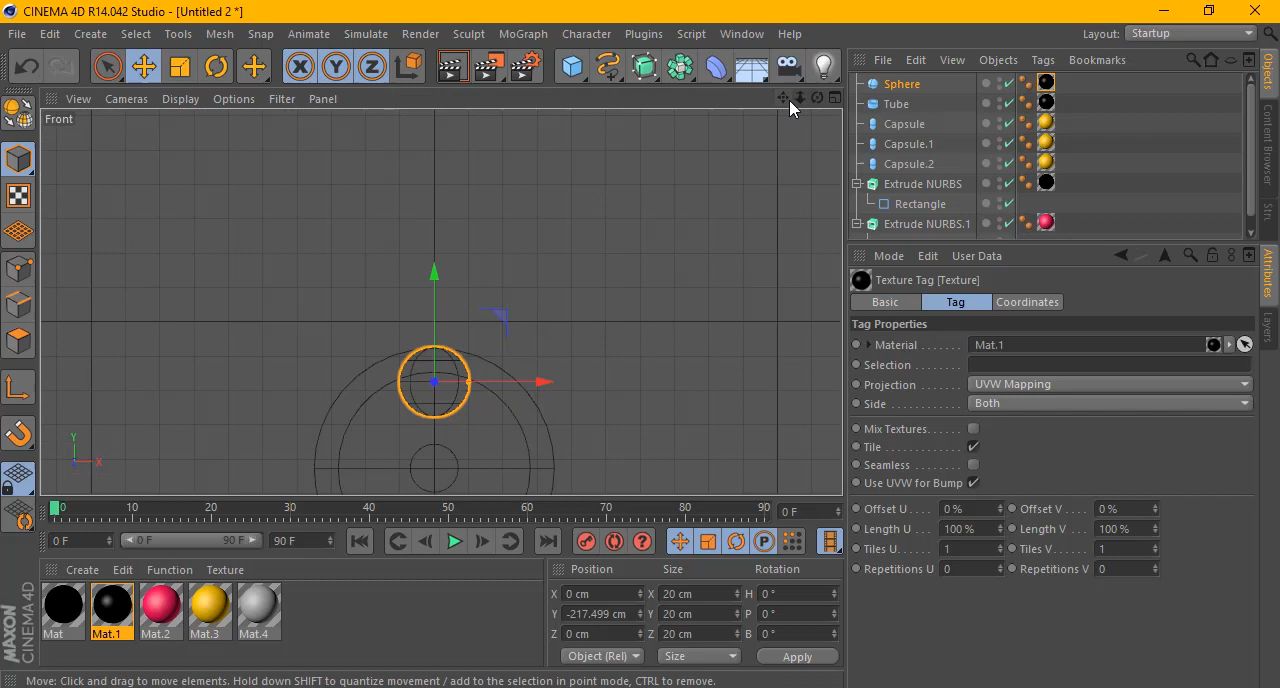 CINEMA 4D R14.042 Studio - [Untitled 2 *]
File Edit Create Select Tools Mesh Snap Animate Simulate Render Sculpt MoGraph Character Plugins Script Window Help Layout: Startup
X Y Z
File Edit View Objects Tags Bookmarks
View Cameras Display Options Filter Panel
Front
Sphere
Tube
Capsule
Capsule.1
Capsule.2
Extrude NURBS
Rectangle
Extrude NURBS.1
Objects
Content Browser
Stru
Mode Edit User Data
Attributes
Layers
Texture Tag [Texture]
Basic Tag Coordinates
Tag Properties
Material . . . . . . . Mat.1
Selection . . . . . .
Projection . . . . . . UVW Mapping
Side . . . . . . . . . . Both
Mix Textures. . . . .
Tile . . . . . . . . . . .
Seamless . . . . . .
Use UVW for Bump
Offset U . . . . 0 % Offset V . . . . 0 %
Length U . . . 100 % Length V . . . 100 %
Tiles U. . . . . 1 Tiles V. . . . . 1
Repetitions U 0 Repetitions V 0
Y
X
0 10 20 30 40 50 60 70 80 90 0 F
0 F 0 F 90 F 90 F
P
Create Edit Function Texture
Mat Mat.1 Mat.2 Mat.3 Mat.4
Position Size Rotation
X 0 cm X 20 cm H 0 °
Y -217.499 cm Y 20 cm P 0 °
Z 0 cm Z 20 cm B 0 °
Object (Rel) Size Apply
MAXON
CINEMA 4D
Move: Click and drag to move elements. Hold down SHIFT to quantize movement / add to the selection in point mode, CTRL to remove.